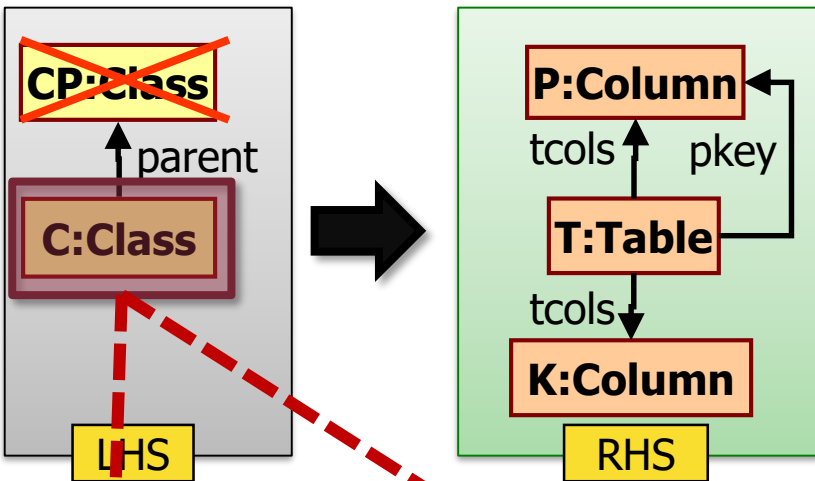 CP:Class
parent
C:Class
LHS
P:Column
tcols
pkey
T:Table
tcols
K:Column
RHS